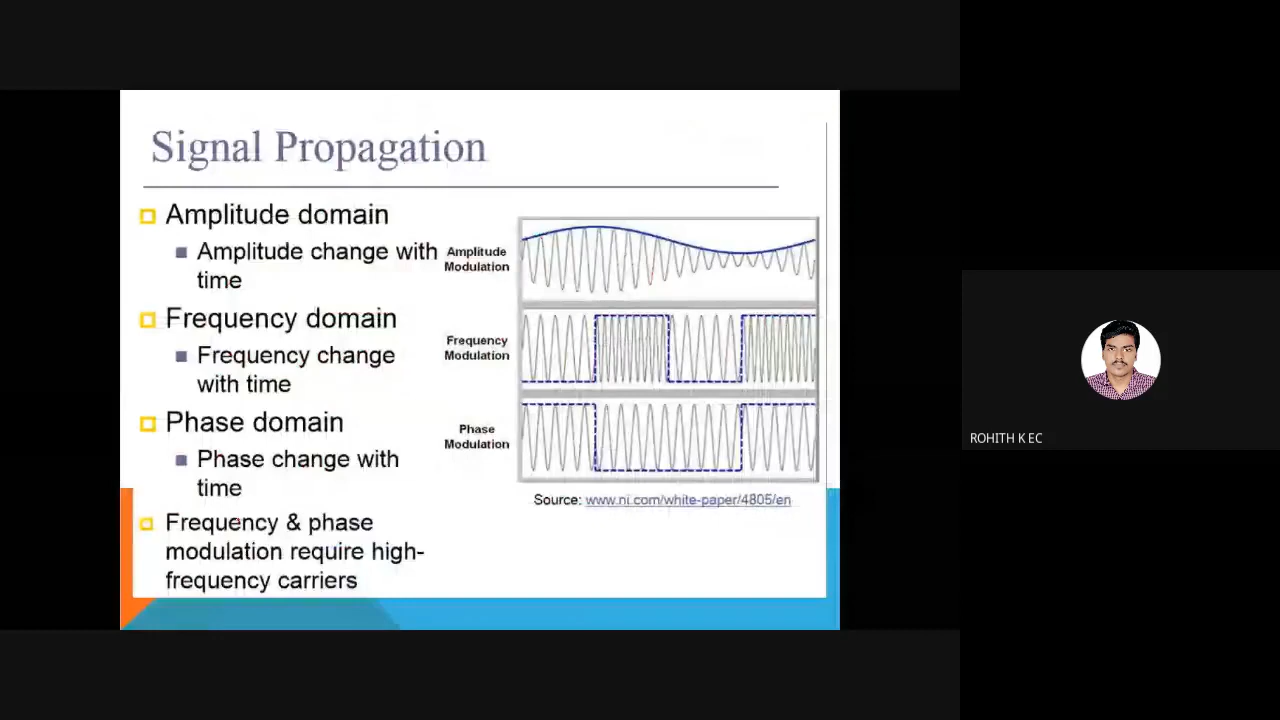 Signal Propagation
Amplitude domain
Amplitude change with
time
Frequency domain
Frequency change
with time
Phase domain
Phase change with
time
Frequency & phase
modulation require high-
frequency carriers
Amplitude
Modulation
Frequency
Modulation
Phase
Modulation
Source: www.ni.com/white-paper/4805/en
ROHITH K EC